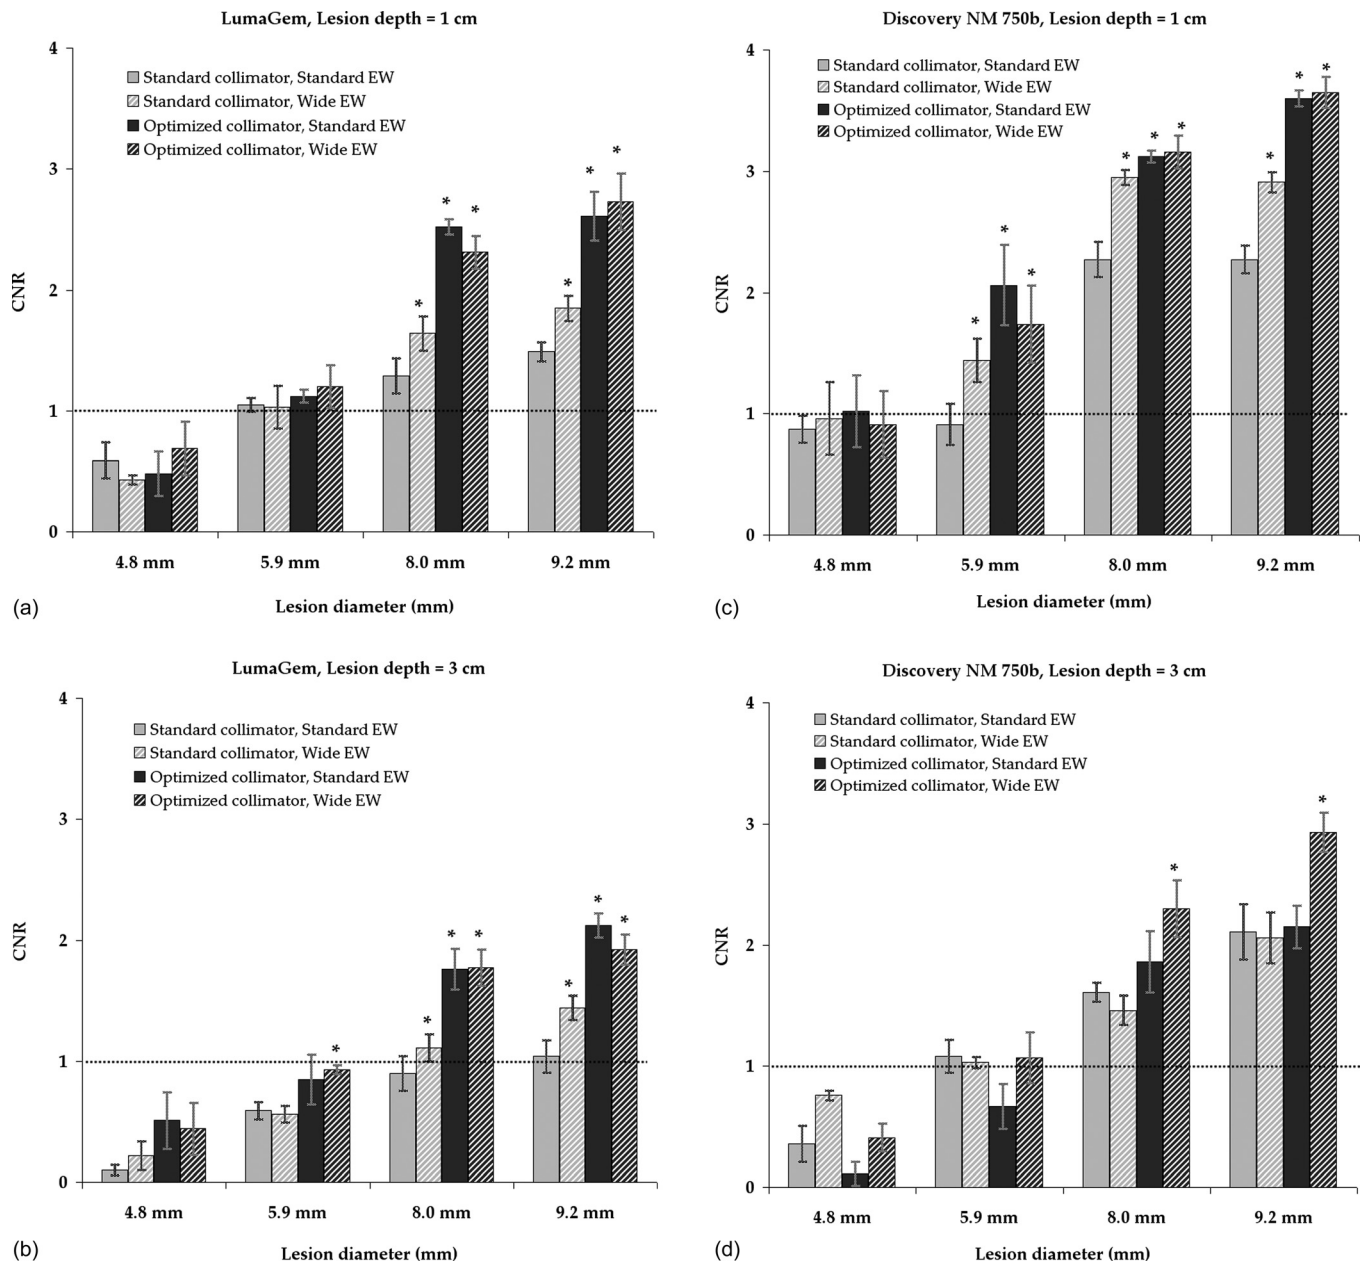 LumaGem, Lesion depth = 1 cm
4
3
2
1
0
CNR
Standard collimator, Standard EW
Standard collimator, Wide EW
Optimized collimator, Standard EW
Optimized collimator, Wide EW
* * * * * *
4.8 mm 5.9 mm 8.0 mm 9.2 mm
Lesion diameter (mm)
(a)
LumaGem, Lesion depth = 3 cm
4
3
2
1
0
CNR
Standard collimator, Standard EW
Standard collimator, Wide EW
Optimized collimator, Standard EW
Optimized collimator, Wide EW
* * * * * * *
4.8 mm 5.9 mm 8.0 mm 9.2 mm
Lesion diameter (mm)
(b)
Discovery NM 750b, Lesion depth = 1 cm
4
3
2
1
0
CNR
Standard collimator, Standard EW
Standard collimator, Wide EW
Optimized collimator, Standard EW
Optimized collimator, Wide EW
* * * * * * * * *
4.8 mm 5.9 mm 8.0 mm 9.2 mm
Lesion diameter (mm)
(c)
Discovery NM 750b, Lesion depth = 3 cm
4
3
2
1
0
CNR
Standard collimator, Standard EW
Standard collimator, Wide EW
Optimized collimator, Standard EW
Optimized collimator, Wide EW
* *
4.8 mm 5.9 mm 8.0 mm 9.2 mm
Lesion diameter (mm)
(d)